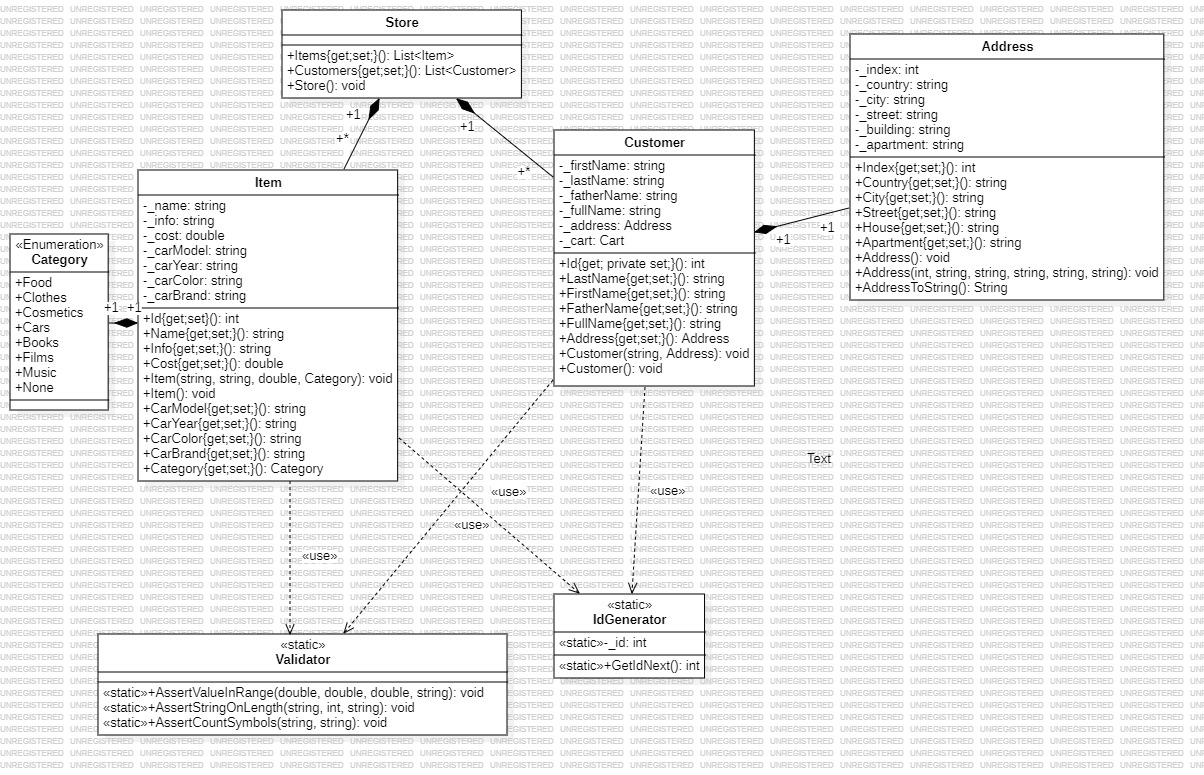 Store
+Items{get;set;}(): List<Item>
+Customers{get;set;}(): List<Customer>
+Store(): void
+1
+*
+1
+*
Address
-_index: int
-_country: string
-_city: string
-_street: string
-_building: string
-_apartment: string
+Index{get;set;}(): int
+Country{get;set;}(): string
+City{get;set;}(): string
+Street{get;set;}(): string
+House{get;set;}(): string
+Apartment{get;set;}(): string
+Address(): void
+Address(int, string, string, string, string, string): void
+AddressToString(): String
Customer
-_firstName: string
-_lastName: string
-_fatherName: string
-_fullName: string
-_address: Address
-_cart: Cart
+Id{get; private set;}(): int
+LastName{get;set;}(): string
+FirstName{get;set;}(): string
+FatherName{get;set;}(): string
+FullName{get;set;}(): string
+Address{get;set;}(): Address
+Customer(string, Address): void
+Customer(): void
+1
+1
Item
-_name: string
-_info: string
-_cost: double
-_carModel: string
-_carYear: string
-_carColor: string
-_carBrand: string
+Id{get;set}(): int
+Name{get;set;}(): string
+Info{get;set;}(): string
+Cost{get;set;}(): double
+Item(string, string, double, Category): void
+Item(): void
+CarModel{get;set;}(): string
+CarYear{get;set;}(): string
+CarColor{get;set;}(): string
+CarBrand{get;set;}(): string
+Category{get;set;}(): Category
«Enumeration»
Category
+Food
+Clothes
+Cosmetics
+Cars
+Books
+Films
+Music
+None
+1
+1
Text
«use»
«use»
«use»
«use»
«static»
IdGenerator
«static»-_id: int
«static»+GetIdNext(): int
«static»
Validator
«static»+AssertValueInRange(double, double, double, string): void
«static»+AssertStringOnLength(string, int, string): void
«static»+AssertCountSymbols(string, string): void
UNREGISTERED